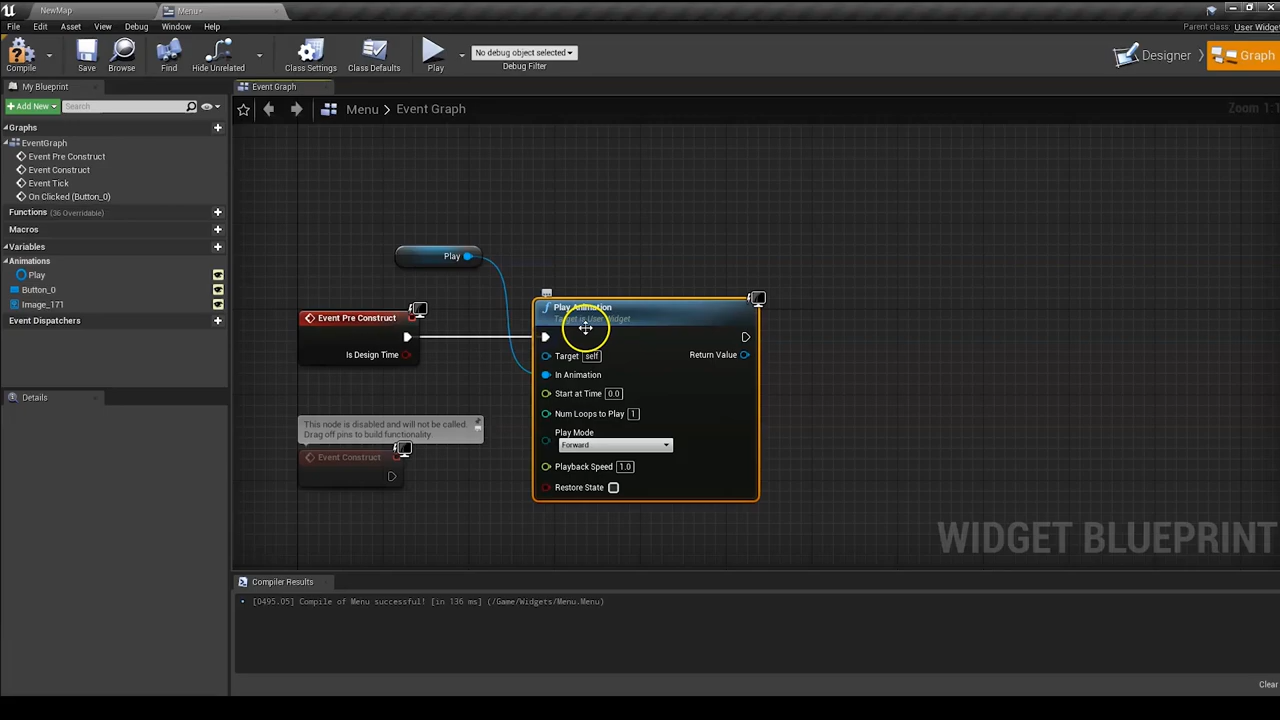 NewMap
Menu*
File Edit Asset View Debug Window Help
Parent class: User Widge
Compile
Save
Browse
Find
Hide Unrelated
Class Settings
Class Defaults
Play
No debug object selected
Debug Filter
Designer
Graph
My Blueprint
Event Graph
Add New
Search
Menu > Event Graph
Zoom 1:1
Graphs
EventGraph
Event Pre Construct
Event Construct
Event Tick
On Clicked (Button_0)
Functions (36 Overridable)
Macros
Variables
Animations
Play
Button_0
Image_171
Event Dispatchers
Details
Play
Event Pre Construct
Is Design Time
This node is disabled and will not be called.
Drag off pins to build functionality
Event Construct
Play Animation
Target is User Widget
Target self
Return Value
In Animation
Start at Time 0.0
Num Loops to Play 1
Play Mode
Forward
Playback Speed 1.0
Restore State
WIDGET BLUEPRINT
Compiler Results
[0495.05] Compile of Menu successful! [in 136 ms] (/Game/Widgets/Menu.Menu)
Clear